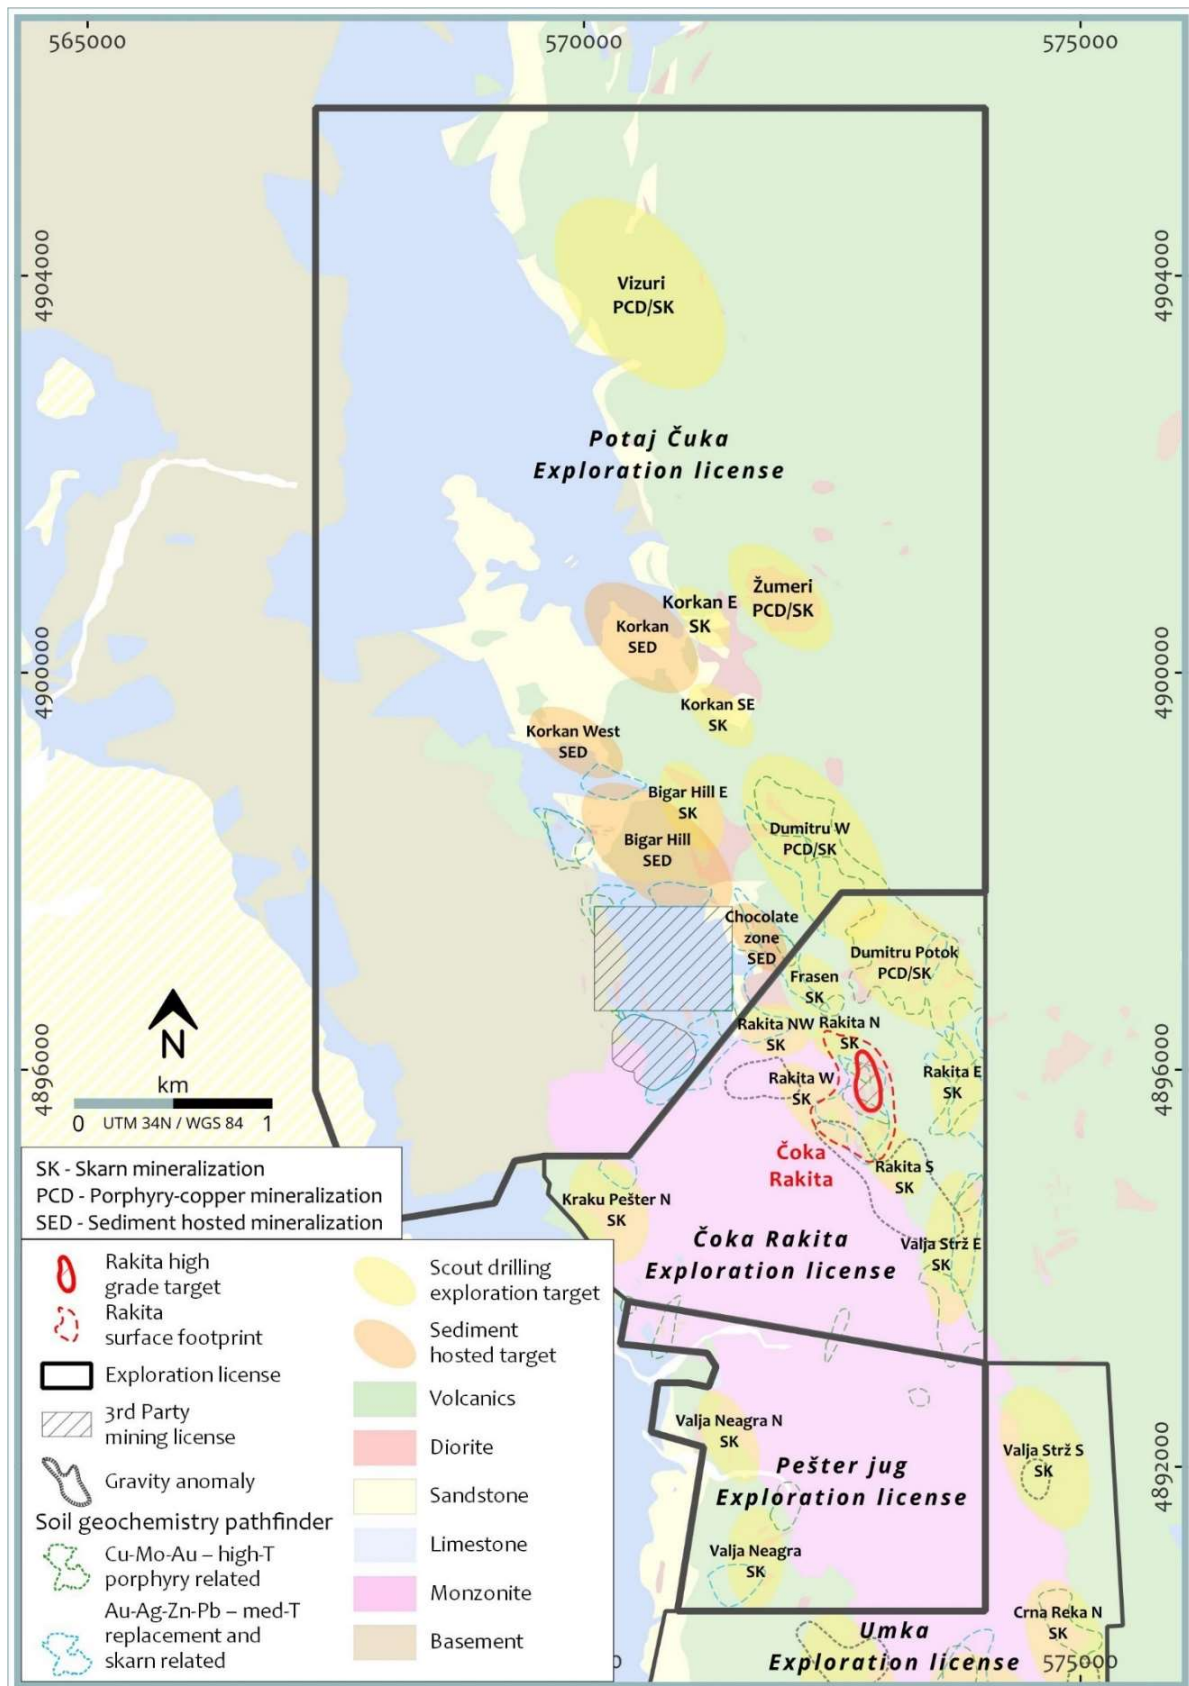 565000
570000
575000
4904000
4904000
Vizuri
PCD/SK
Potaj Čuka
Exploration license
Žumeri
PCD/SK
Korkan E
SK
Korkan
SED
4900000
4900000
Korkan SE
SK
Korkan West
SED
Bigar Hill E
SK
Bigar Hill
SED
Dumitru W
PCD/SK
Chocolate
zone
SED
Dumitru Potok
PCD/SK
Frasen
SK
Rakita NW
SK
Rakita N
SK
N
km
0
1
UTM 34N / WGS 84
4896000
4896000
Rakita W
SK
Rakita E
SK
Čoka
Rakita
Rakita S
SK
Kraku Pešter N
SK
Čoka Rakita
Exploration license
Valja Strž E
SK
SK - Skarn mineralization
PCD - Porphyry-copper mineralization
SED - Sediment hosted mineralization
Rakita high
grade target
Rakita
surface footprint
Exploration license
3rd Party
mining license
Gravity anomaly
Soil geochemistry pathfinder
Cu-Mo-Au – high-T
porphyry related
Au-Ag-Zn-Pb – med-T
replacement and
skarn related
Scout drilling
exploration target
Sediment
hosted target
Volcanics
Diorite
Sandstone
Limestone
Monzonite
Basement
Valja Neagra N
SK
Pešter jug
Exploration license
Valja Strž S
SK
4892000
Valja Neagra
SK
Crna Reka N
SK
Umka
Exploration license
575000